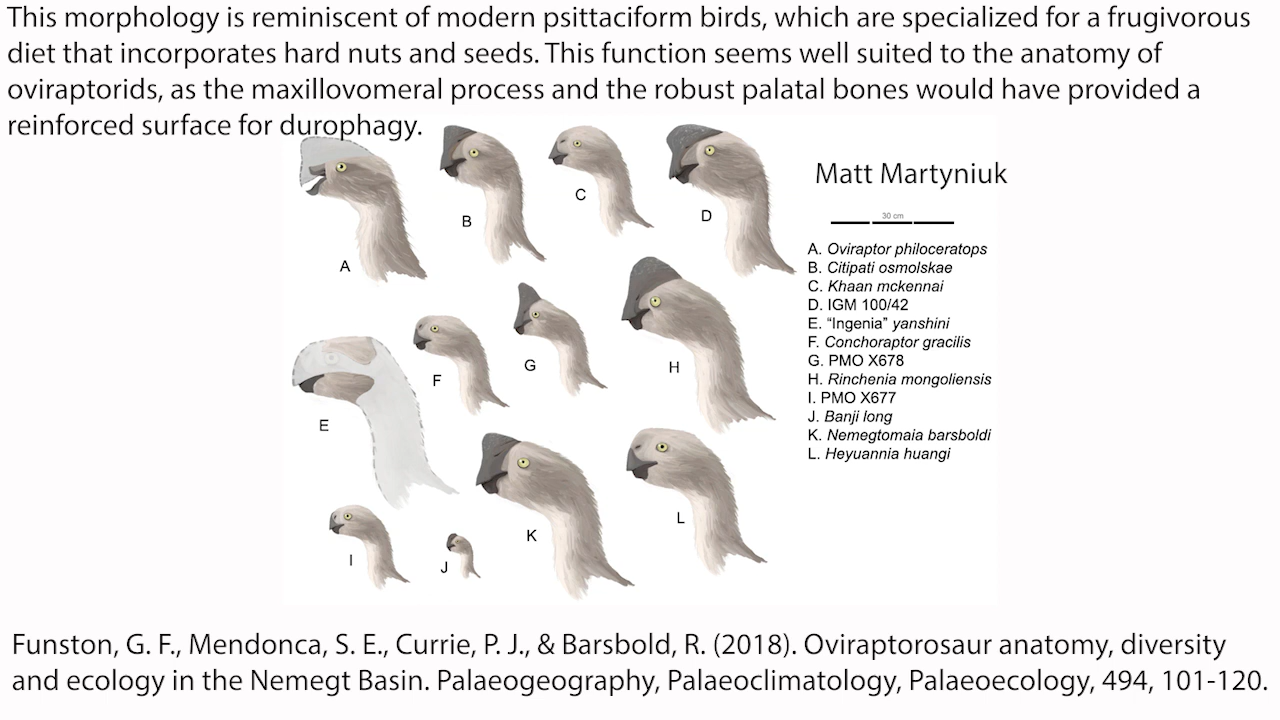 This morphology is reminiscent of modern psittaciform birds, which are specialized for a frugivorous
diet that incorporates hard nuts and seeds. This function seems well suited to the anatomy of
oviraptorids, as the maxillovomeral process and the robust palatal bones would have provided a
reinforced surface for durophagy.
Matt Martyniuk
30 cm
A
B
C
D
A. Oviraptor philoceratops
B. Citipati osmolskae
C. Khaan mckennai
D. IGM 100/42
E. “Ingenia” yanshini
F. Conchoraptor gracilis
G. PMO X678
H. Rinchenia mongoliensis
I. PMO X677
J. Banji long
K. Nemegtomaia barsboldi
L. Heyuannia huangi
E
F
G
H
I
J
K
L
Funston, G. F., Mendonca, S. E., Currie, P. J., & Barsbold, R. (2018). Oviraptorosaur anatomy, diversity
and ecology in the Nemegt Basin. Palaeogeography, Palaeoclimatology, Palaeoecology, 494, 101-120.